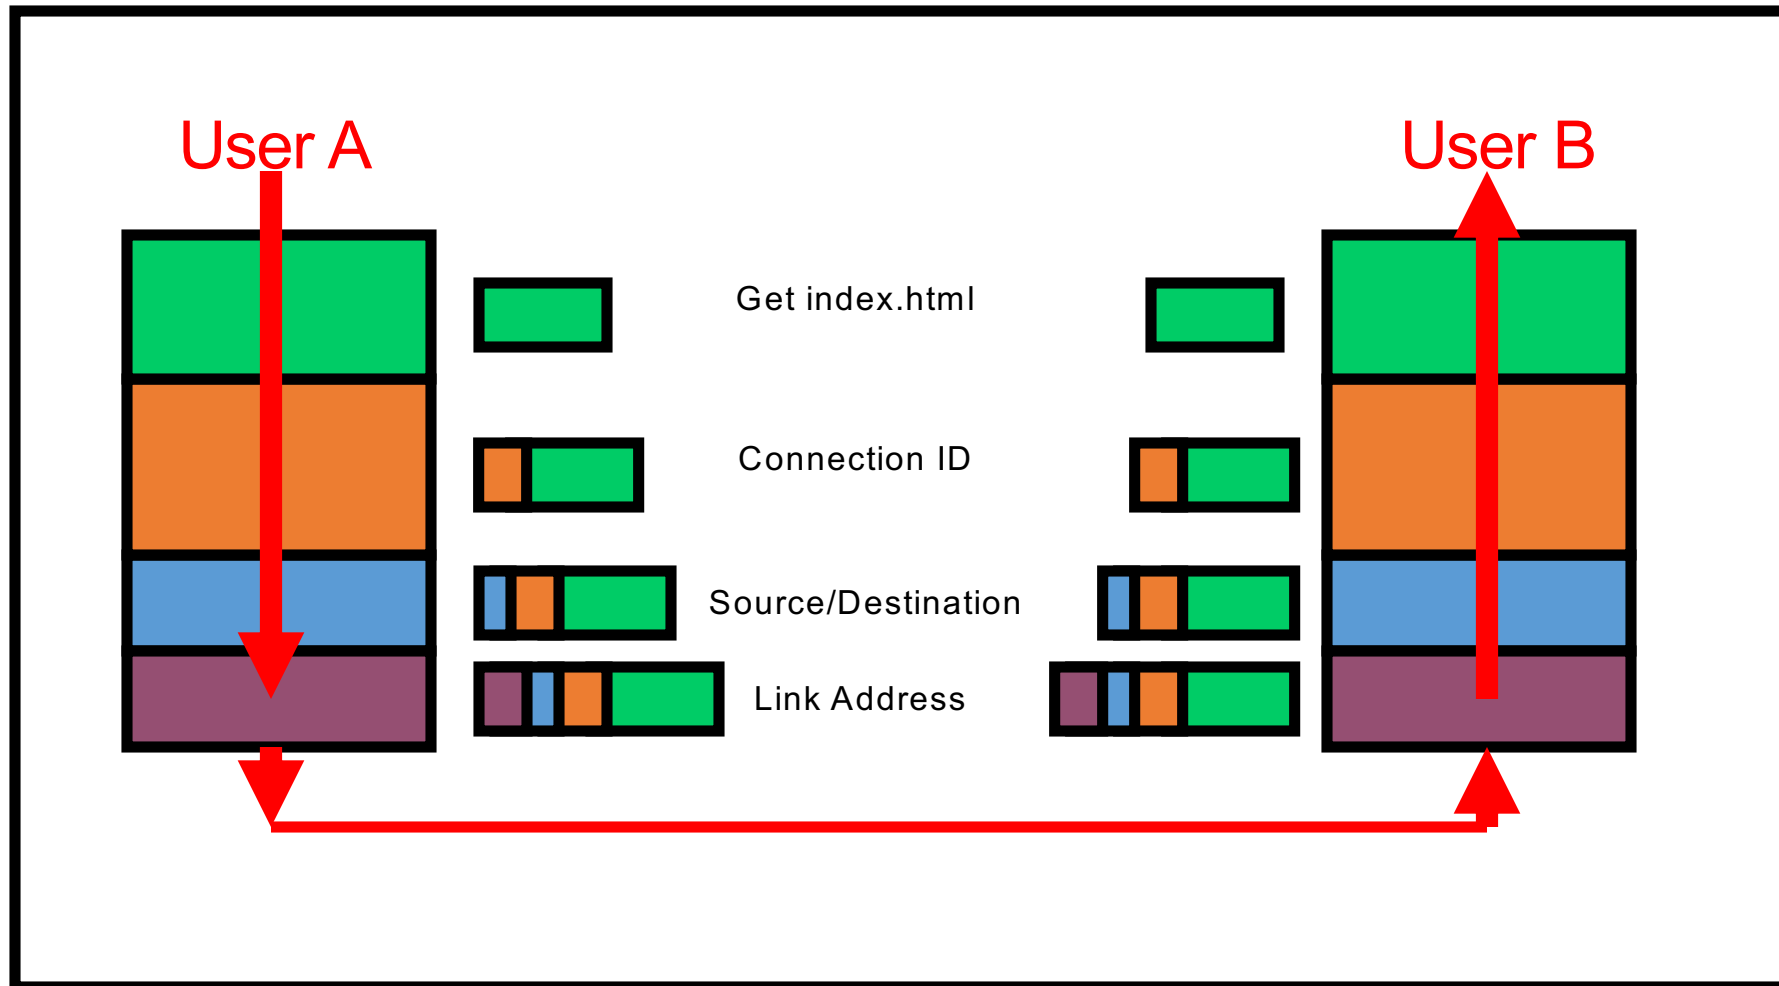 User A
User B
Get index.html
Connection ID
Source/Destination
Link Address